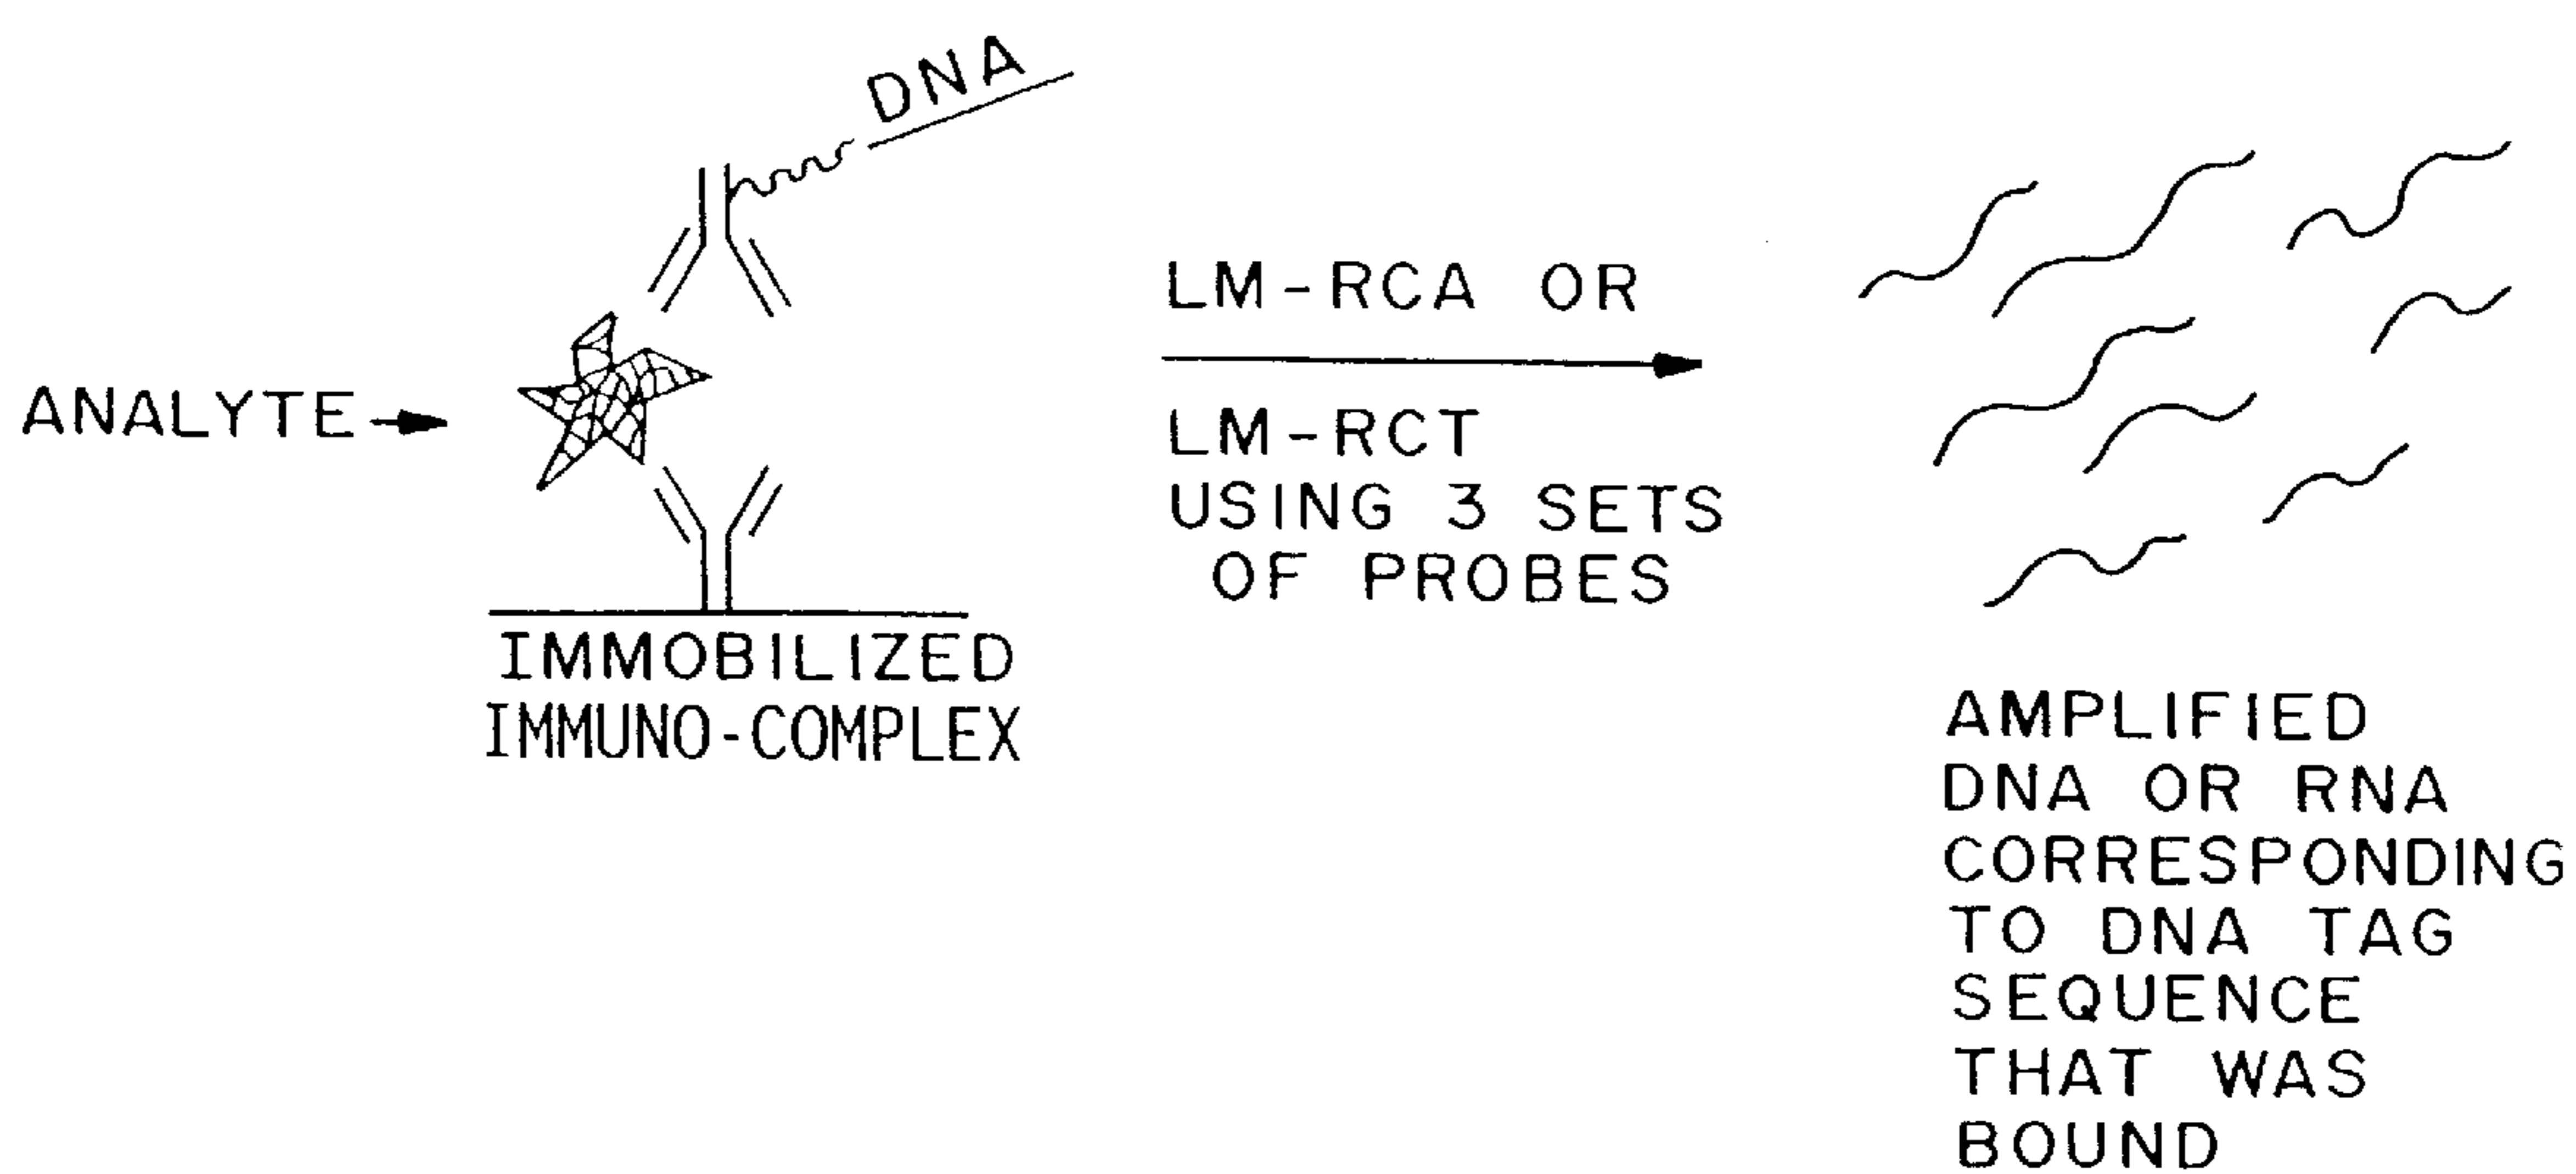 DNA
ANALYTE
IMMOBILIZED
IMMUNO-COMPLEX
LM-RCA OR
LM-RCT
USING 3 SETS
OF PROBES
AMPLIFIED
DNA OR RNA
CORRESPONDING
TO DNA TAG
SEQUENCE
THAT WAS
BOUND